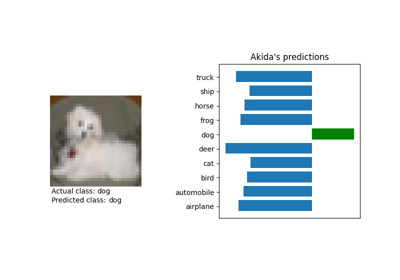 Akida's predictions
truck
ship
horse
frog
dog
deer
cat
bird
automobile
airplane
Actual class: dog
Predicted class: dog